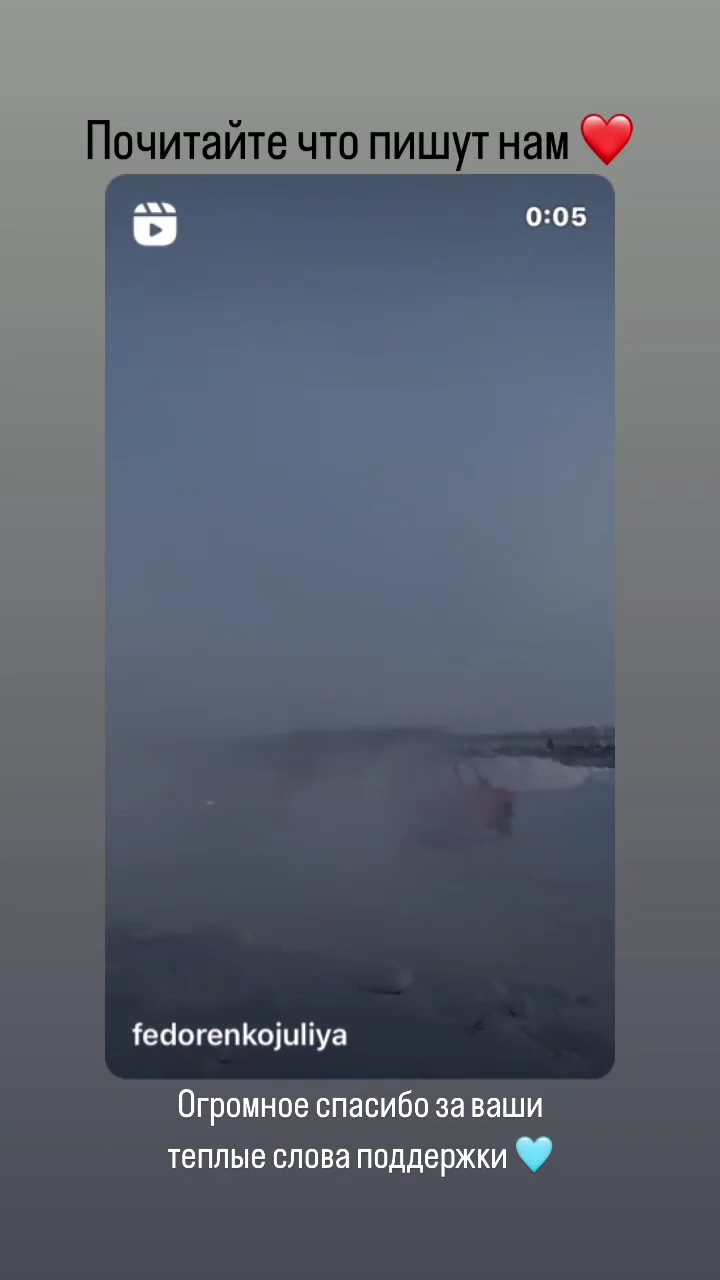 Почитайте что пишут нам ❤️
0:05
fedorenkojuliya
Огромное спасибо за ваши
теплые слова поддержки 🩵